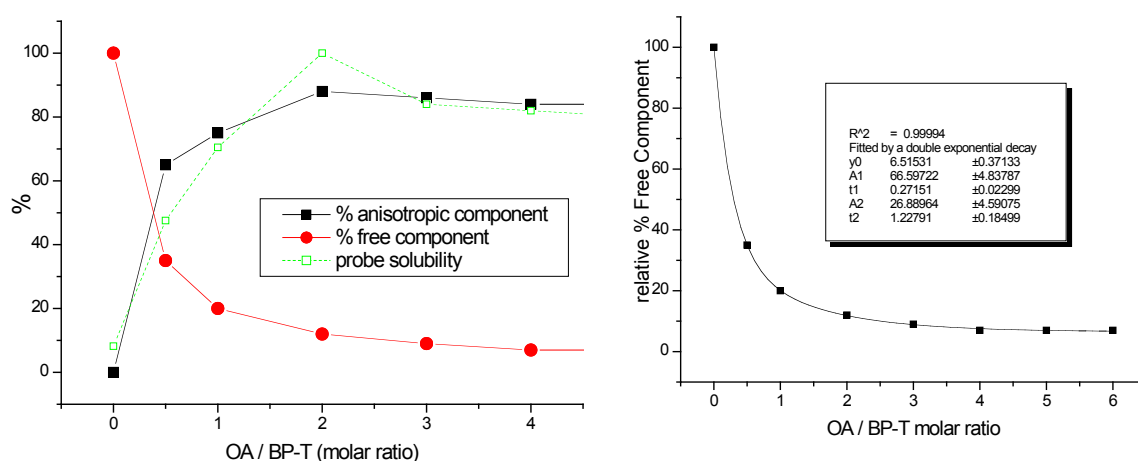 100
80
60
40
20
0
%
% anisotropic component
% free component
probe solubility
0 1 2 3 4
OA / BP-T (molar ratio)
100
80
60
40
20
0
relative % Free Component
R^2 = 0.99994
Fitted by a double exponential decay
y0 6.51531 ±0.37133
A1 66.59722 ±4.83787
t1 0.27151 ±0.02299
A2 26.88964 ±4.59075
t2 1.22791 ±0.18499
0 1 2 3 4 5 6
OA / BP-T molar ratio